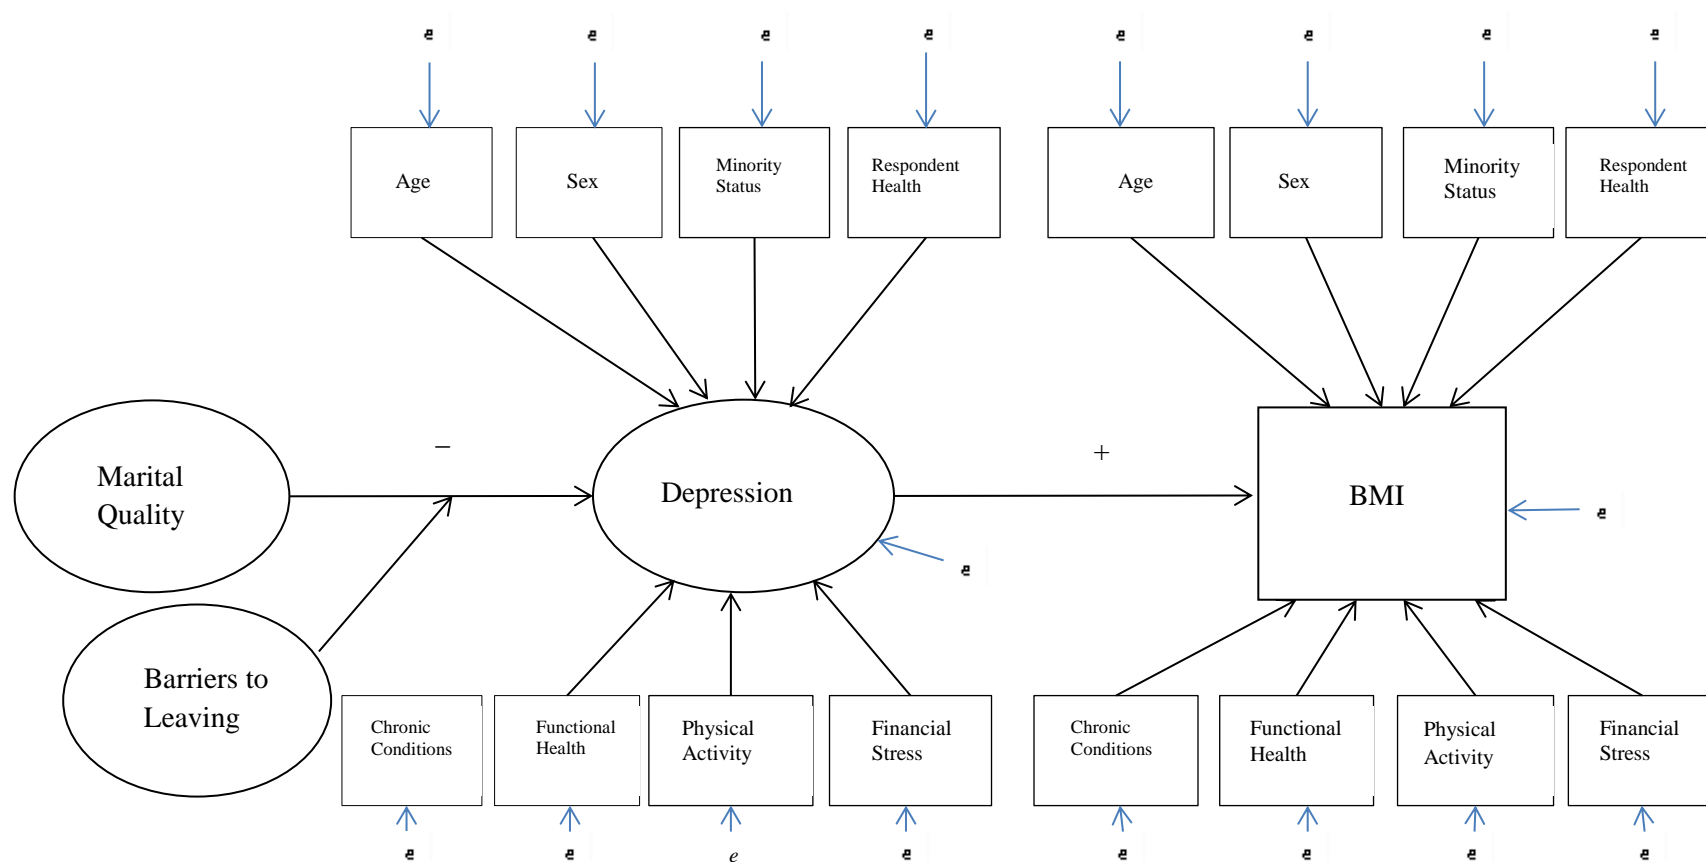 e e e e e e e e
Age
Sex
Minority
Status
Respondent
Health
Age
Sex
Minority
Status
Respondent
Health
–
+
Marital
Quality
Depression
BMI
e
e
Barriers to
Leaving
Chronic
Conditions
Functional
Health
Physical
Activity
Financial
Stress
Chronic
Conditions
Functional
Health
Physical
Activity
Financial
Stress
e e e e e e e e